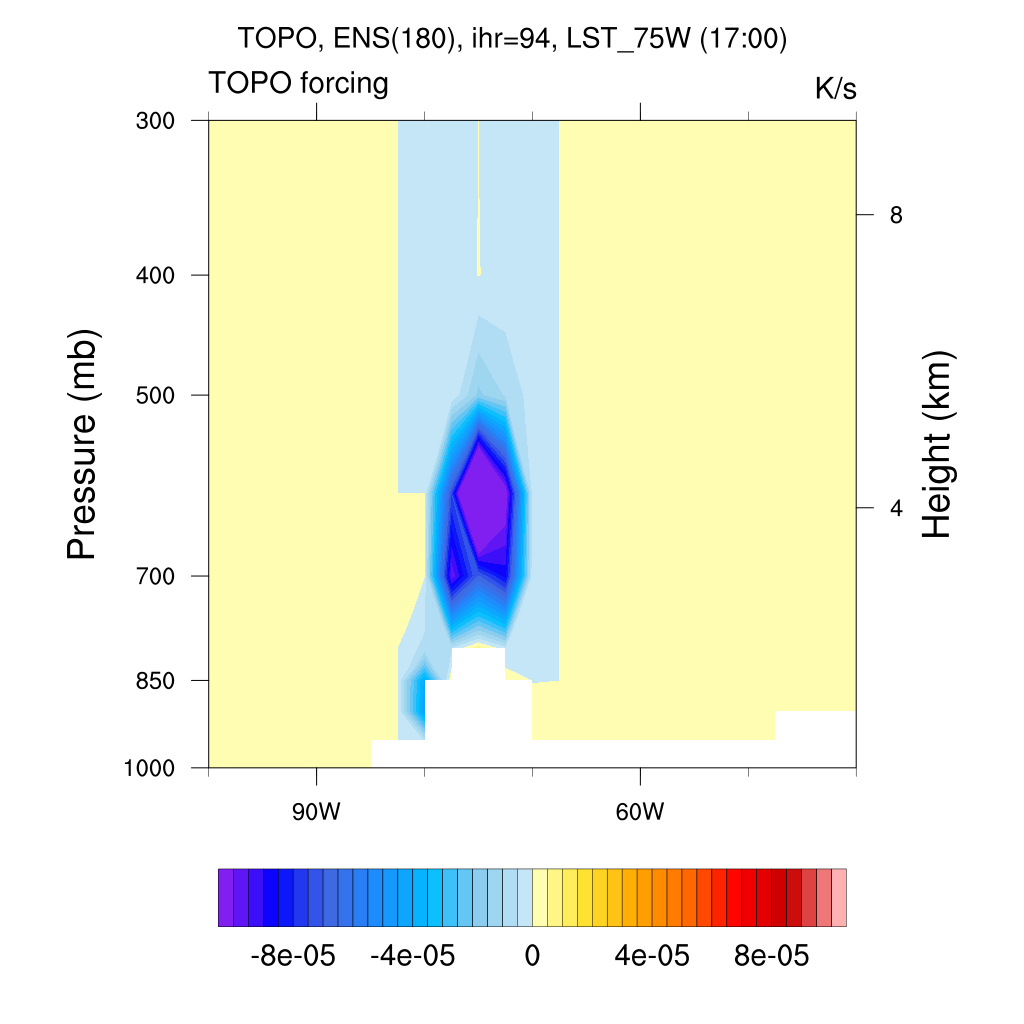 TOPO, ENS(180), ihr=94, LST_75W (17:00)
TOPO forcing
K/s
300
400
500
700
850
1000
Pressure (mb)
8
4
Height (km)
90W
60W
-8e-05
-4e-05
0
4e-05
8e-05